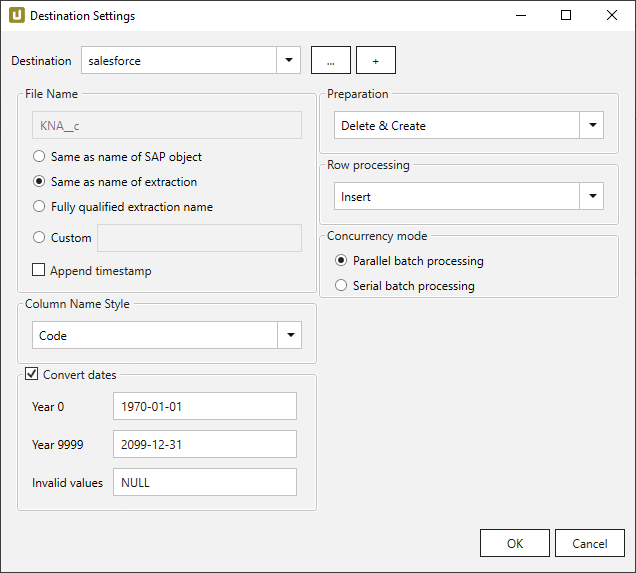 Destination Settings
Destination salesforce ... +
File Name
KNA__c
Same as name of SAP object
Same as name of extraction
Fully qualified extraction name
Custom
Append timestamp
Column Name Style
Code
Convert dates
Year 0 1970-01-01
Year 9999 2099-12-31
Invalid values NULL
Preparation
Delete & Create
Row processing
Insert
Concurrency mode
Parallel batch processing
Serial batch processing
OK Cancel